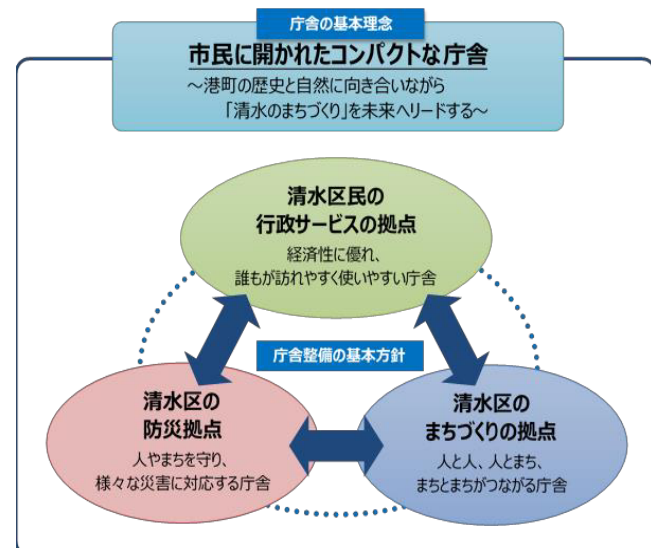 庁舎の基本理念
市民に開かれたコンパクトな庁舎
～港町の歴史と自然に向き合いながら
「清水のまちづくり」を未来へリードする～
清水区民の
行政サービスの拠点
経済性に優れ、
誰もが訪れやすく使いやすい庁舎
庁舎整備の基本方針
清水区の
防災拠点
人やまちを守り、
様々な災害に対応する庁舎
清水区の
まちづくりの拠点
人と人、人とまち、
まちとまちがつながる庁舎